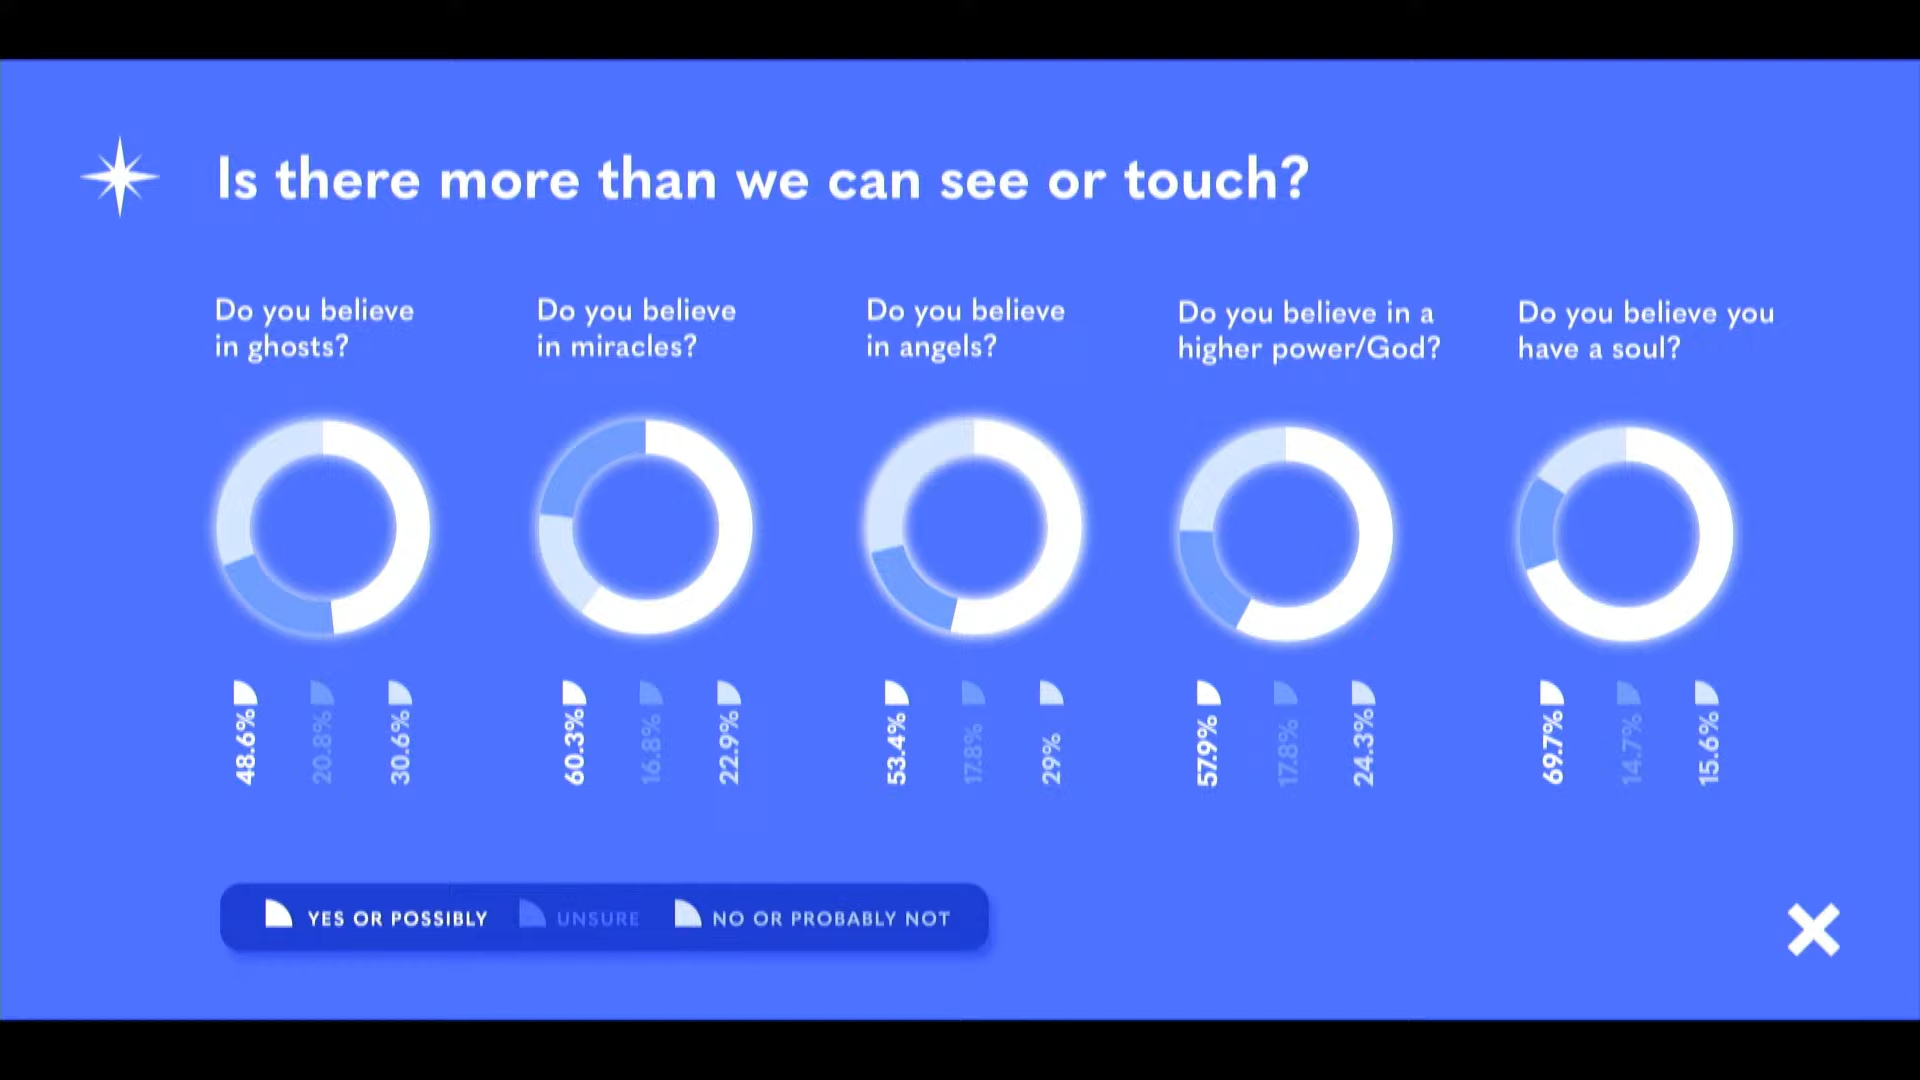 Is there more than we can see or touch?
Do you believe
in ghosts?
Do you believe
in miracles?
Do you believe
in angels?
Do you believe in a
higher power/God?
Do you believe you
have a soul?
48.6%
20.8%
30.6%
60.3%
16.8%
22.9%
53.4%
17.8%
29%
57.9%
17.8%
24.3%
69.7%
14.7%
15.6%
YES OR POSSIBLY
UNSURE
NO OR PROBABLY NOT